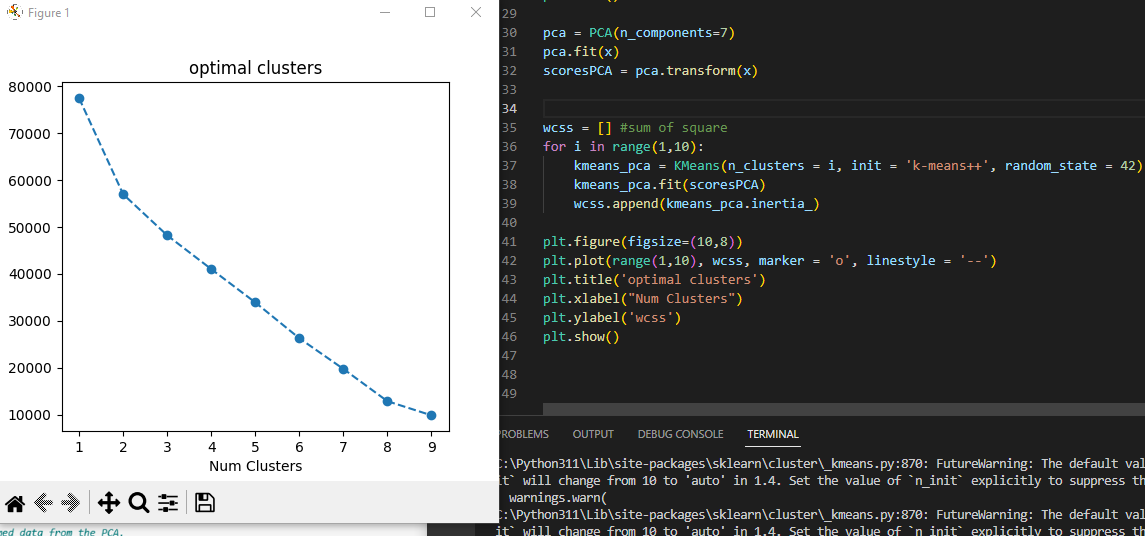 Figure 1
optimal clusters
80000
70000
60000
50000
40000
30000
20000
10000
1 2 3 4 5 6 7 8 9
Num Clusters
ned data from the PCA.
29
30 pca = PCA(n_components=7)
31 pca.fit(x)
32 scoresPCA = pca.transform(x)
33
34
35 wcss = [] #sum of square
36 for i in range(1,10):
37 kmeans_pca = KMeans(n_clusters = i, init = 'k-means++', random_state = 42)
38 kmeans_pca.fit(scoresPCA)
39 wcss.append(kmeans_pca.inertia_)
40
41 plt.figure(figsize=(10,8))
42 plt.plot(range(1,10), wcss, marker = 'o', linestyle = '--')
43 plt.title('optimal clusters')
44 plt.xlabel("Num Clusters")
45 plt.ylabel('wcss')
46 plt.show()
47
48
49
PROBLEMS OUTPUT DEBUG CONSOLE TERMINAL
C:\Python311\Lib\site-packages\sklearn\cluster\_kmeans.py:870: FutureWarning: The default val
it` will change from 10 to 'auto' in 1.4. Set the value of `n_init` explicitly to suppress th
warnings.warn(
C:\Python311\Lib\site-packages\sklearn\cluster\_kmeans.py:870: FutureWarning: The default val
it` will change from 10 to 'auto' in 1.4. Set the value of `n_init` explicitly to suppress th